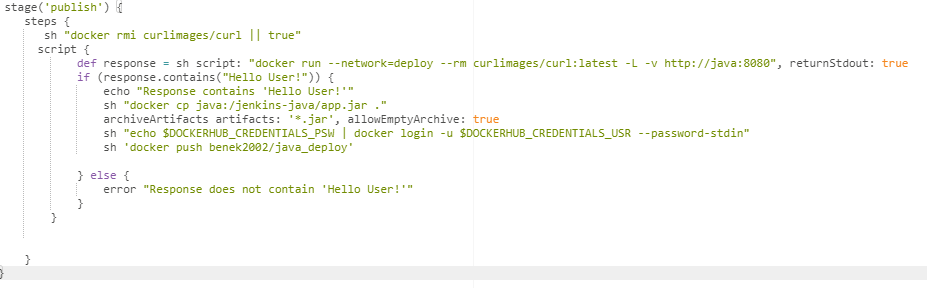 stage('publish') {
steps {
sh "docker rmi curlimages/curl || true"
script {
def response = sh script: "docker run --network=deploy --rm curlimages/curl:latest -L -v http://java:8080", returnStdout: true
if (response.contains("Hello User!")) {
echo "Response contains 'Hello User!'"
sh "docker cp java:/jenkins-java/app.jar ."
archiveArtifacts artifacts: '*.jar', allowEmptyArchive: true
sh "echo $DOCKERHUB_CREDENTIALS_PSW | docker login -u $DOCKERHUB_CREDENTIALS_USR --password-stdin"
sh 'docker push benek2002/java_deploy'
} else {
error "Response does not contain 'Hello User!'"
}
}
}
}